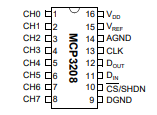 CH0 1 16 VDD
CH1 2 15 VREF
CH2 3 14 AGND
CH3 4 13 CLK
CH4 5 12 DOUT
CH5 6 11 DIN
CH6 7 10 CS/SHDN
CH7 8 9 DGND
MCP3208